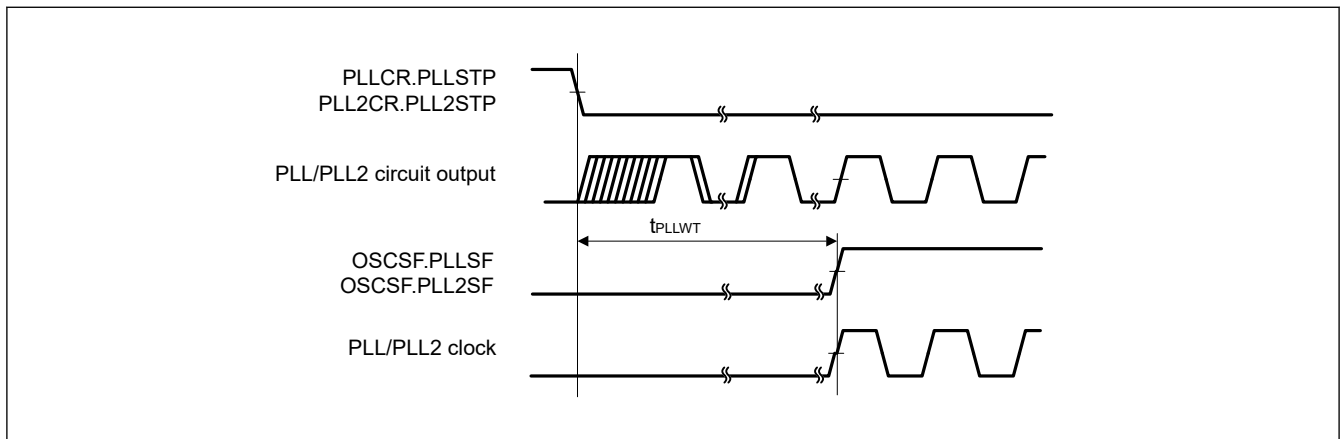 PLLCR.PLLSTP
PLL2CR.PLL2STP
PLL/PLL2 circuit output
tPLLWT
OSCSF.PLLSF
OSCSF.PLL2SF
PLL/PLL2 clock